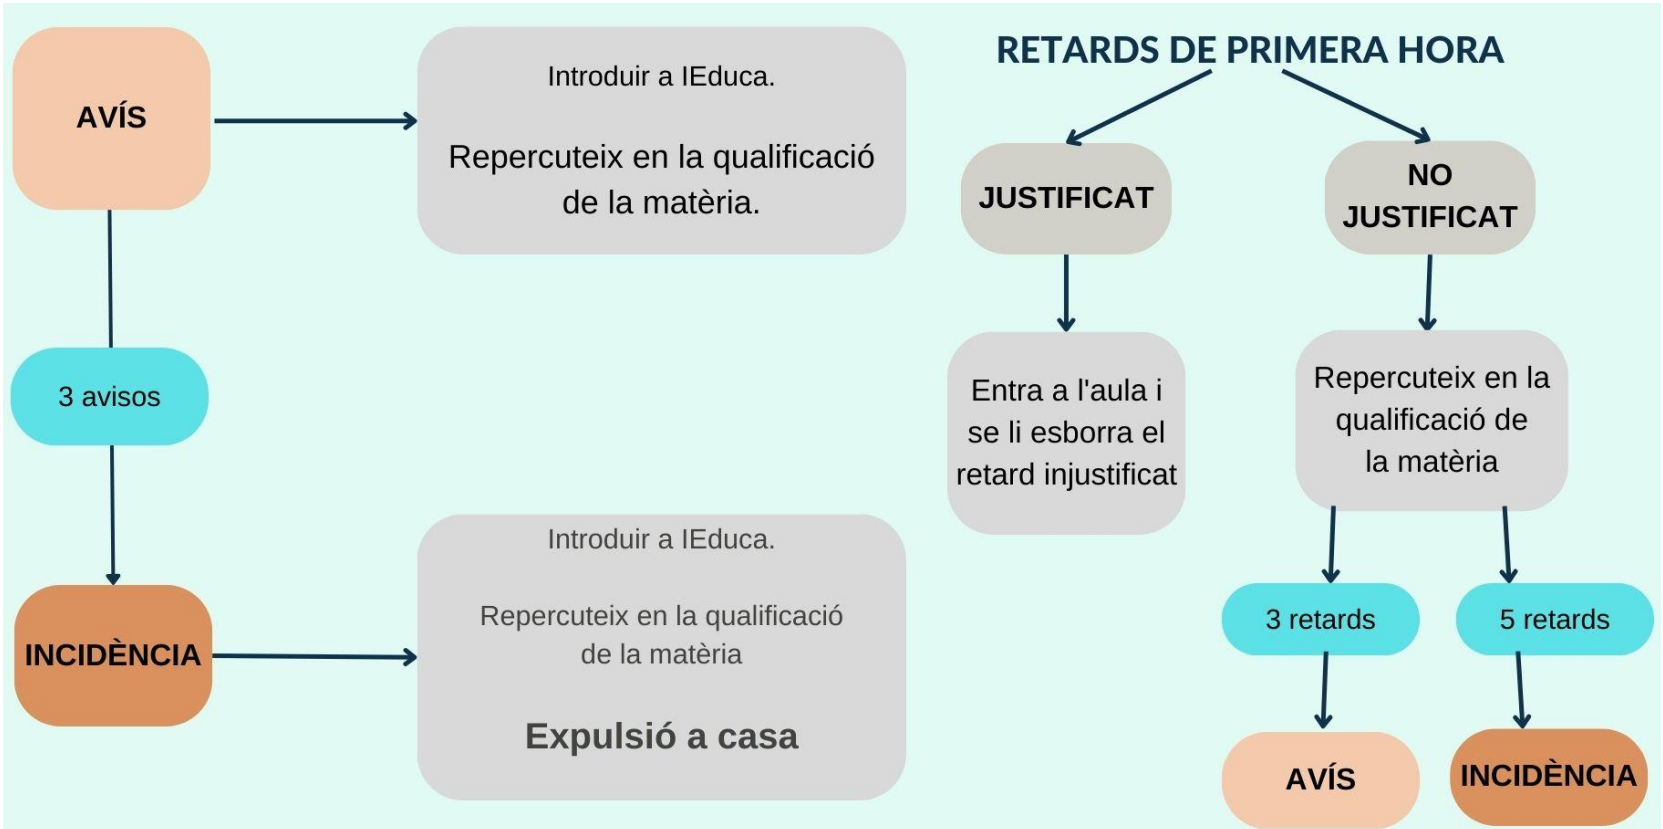 AVÍS
Introduir a IEduca.
Repercuteix en la qualificació
de la matèria.
3 avisos
INCIDÈNCIA
Introduir a IEduca.
Repercuteix en la qualificació
de la matèria
Expulsió a casa
RETARDS DE PRIMERA HORA
JUSTIFICAT
NO
JUSTIFICAT
Entra a l'aula i
se li esborra el
retard injustificat
Repercuteix en la
qualificació de
la matèria
3 retards
5 retards
AVÍS
INCIDÈNCIA